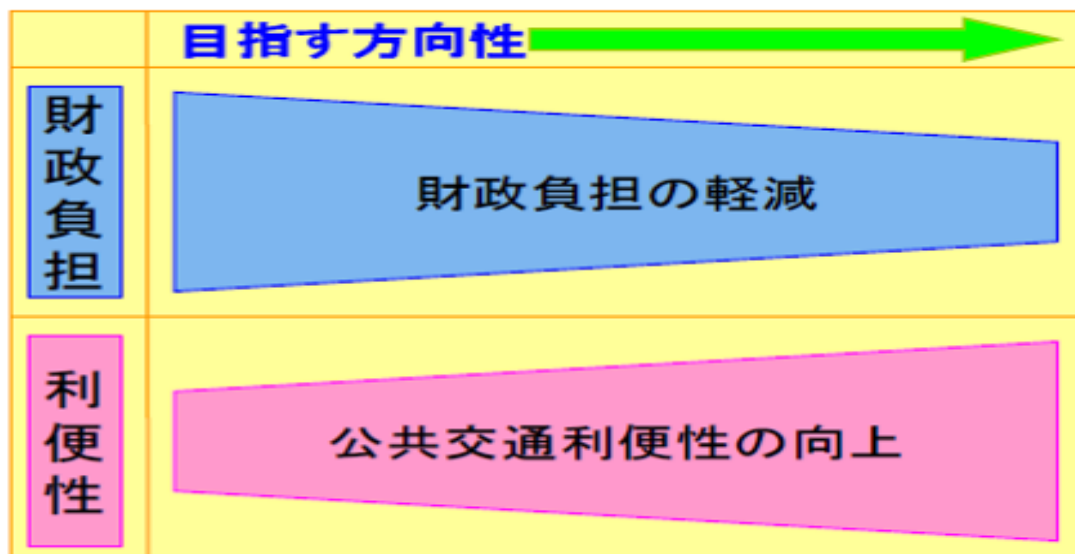 目指す方向性
財政負担
財政負担の軽減
利便性
公共交通利便性の向上